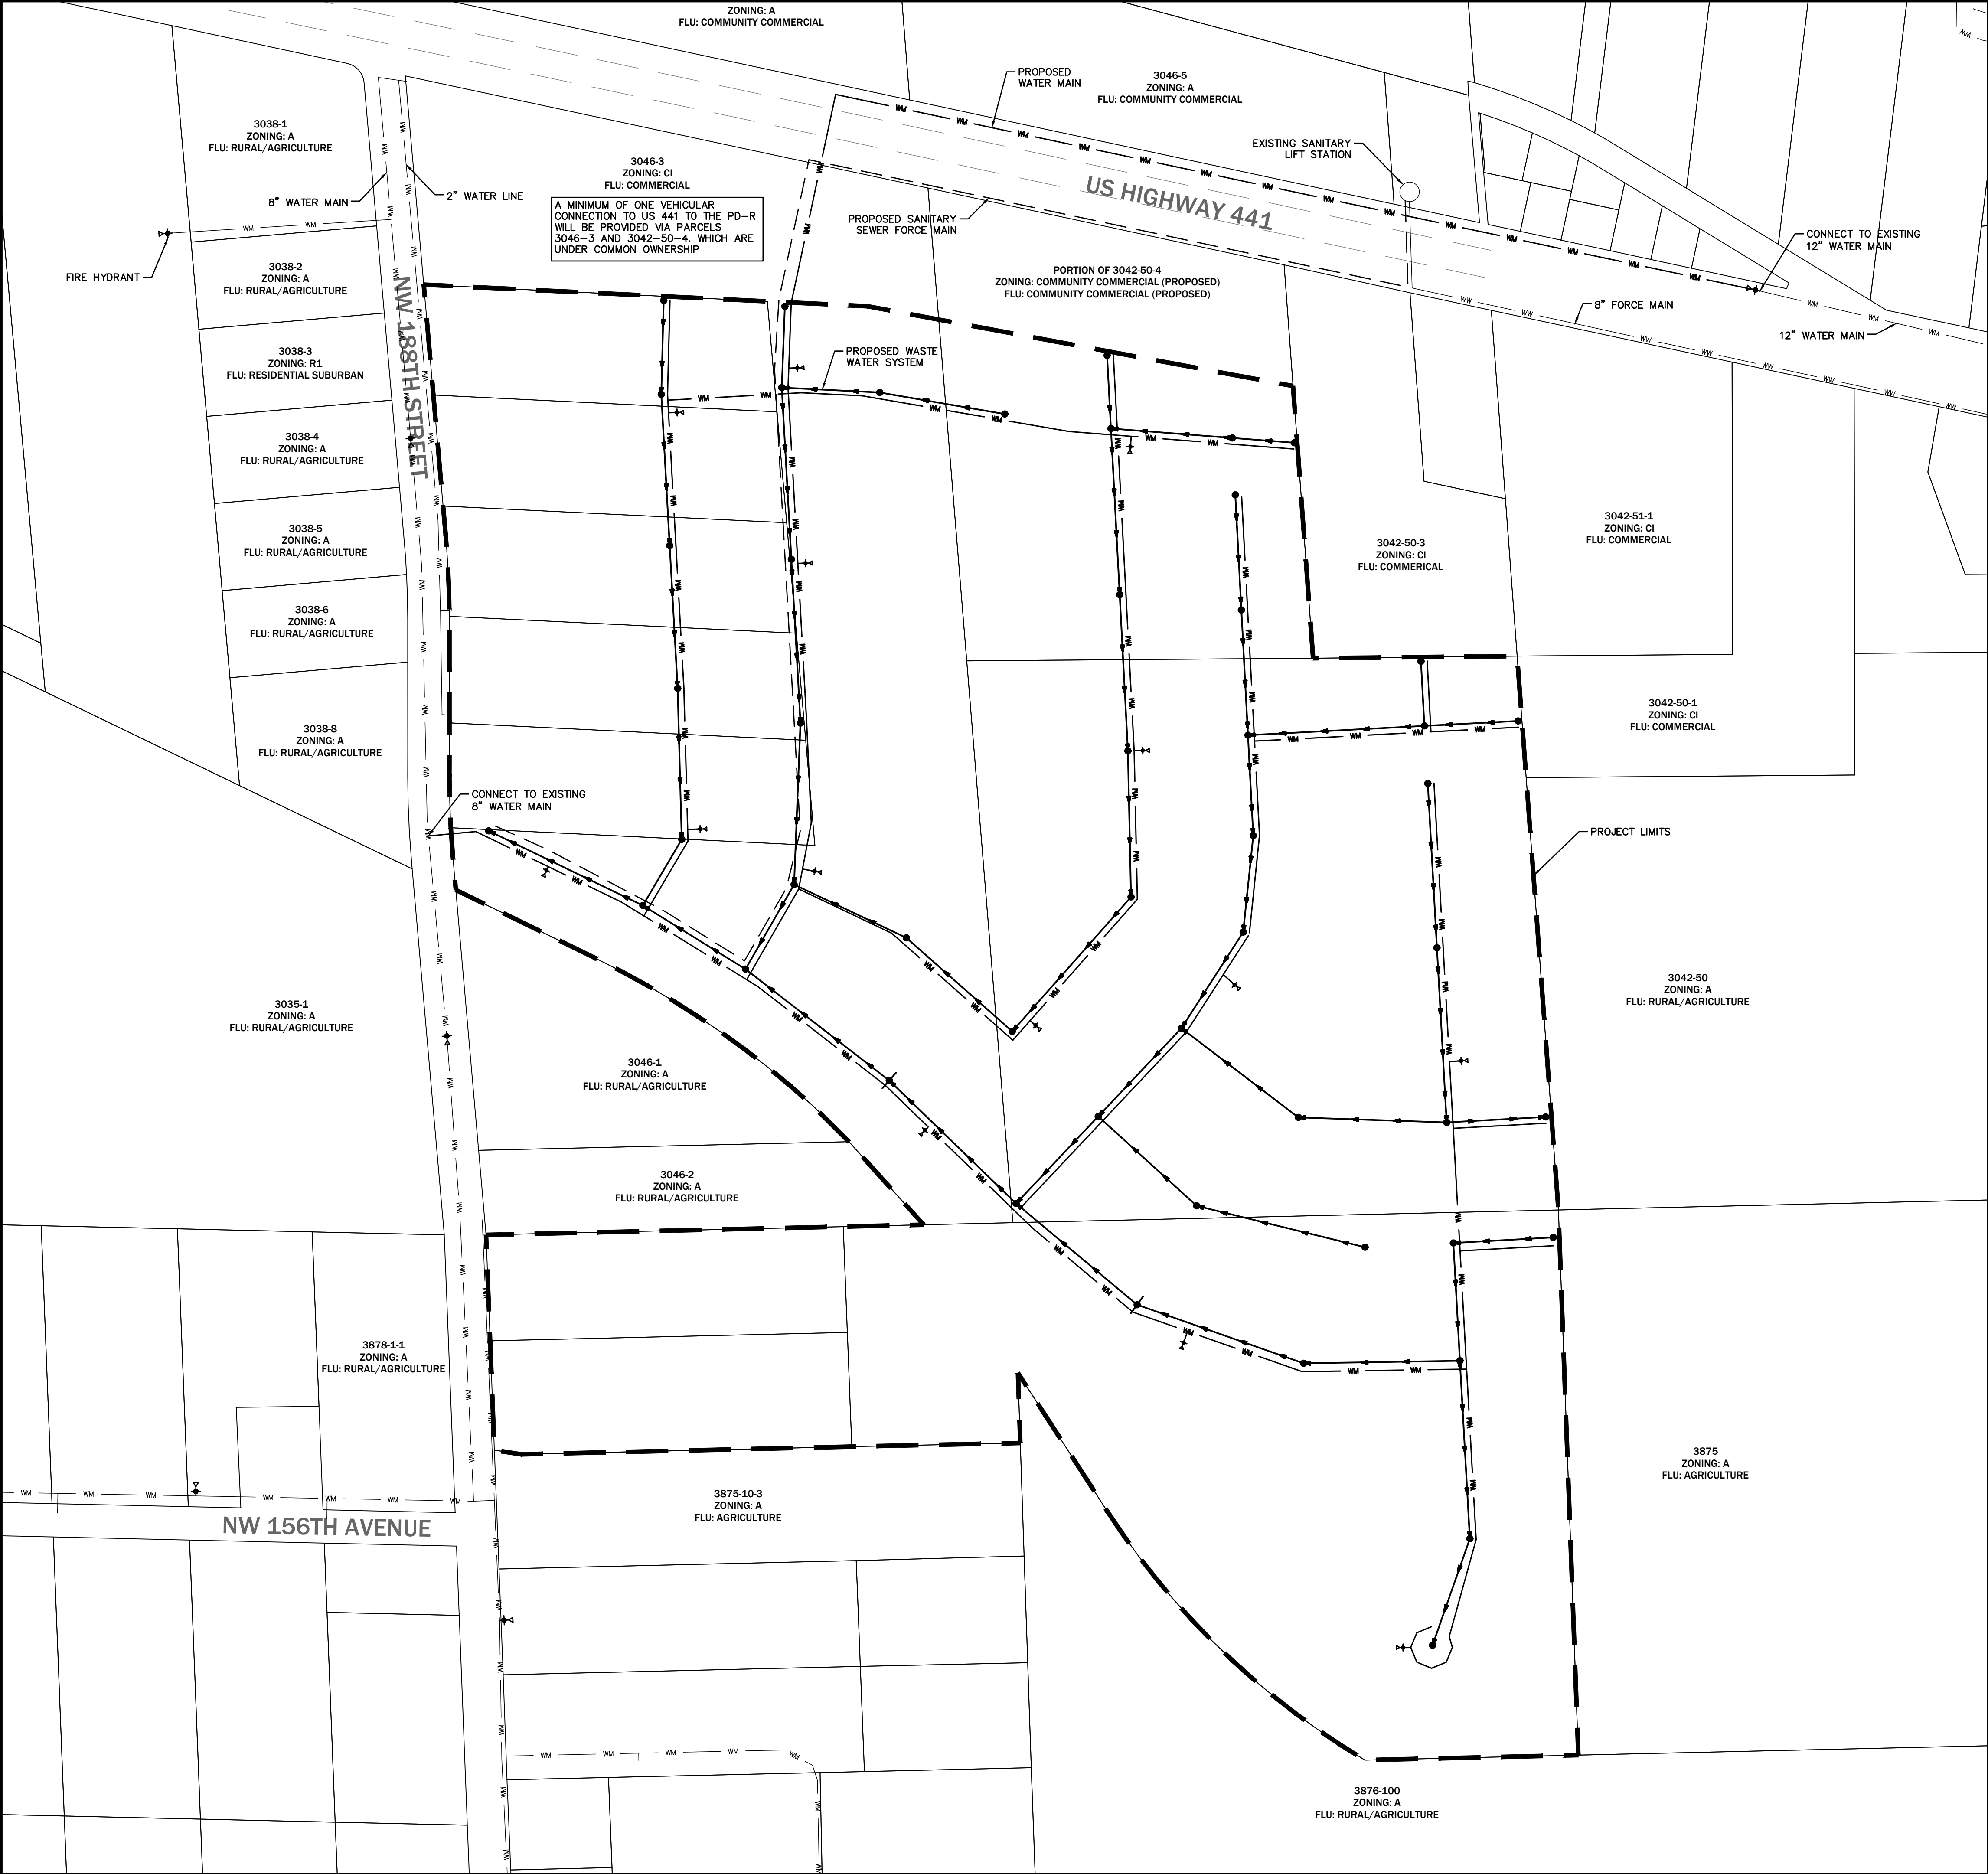 ZONING: A
FLU: COMMUNITY COMMERCIAL
PROPOSED
WATER MAIN
3046-5
ZONING: A
FLU: COMMUNITY COMMERCIAL
3038-1
ZONING: A
FLU: RURAL/AGRICULTURE
EXISTING SANITARY
LIFT STATION
3046-3
ZONING: CI
FLU: COMMERCIAL
8" WATER MAIN
2" WATER LINE
A MINIMUM OF ONE VEHICULAR
CONNECTION TO US 441 TO THE PD-R
WILL BE PROVIDED VIA PARCELS
3046-3 AND 3042-50-4. WHICH ARE
UNDER COMMON OWNERSHIP
US HIGHWAY 441
PROPOSED SANITARY
SEWER FORCE MAIN
CONNECT TO EXISTING
12" WATER MAIN
FIRE HYDRANT
3038-2
ZONING: A
FLU: RURAL/AGRICULTURE
PORTION OF 3042-50-4
ZONING: COMMUNITY COMMERCIAL (PROPOSED)
FLU: COMMUNITY COMMERCIAL (PROPOSED)
8" FORCE MAIN
12" WATER MAIN
NW 188TH STREET
3038-3
ZONING: R1
FLU: RESIDENTIAL SUBURBAN
PROPOSED WASTE
WATER SYSTEM
3038-4
ZONING: A
FLU: RURAL/AGRICULTURE
3038-5
ZONING: A
FLU: RURAL/AGRICULTURE
3042-50-3
ZONING: CI
FLU: COMMERICAL
3042-51-1
ZONING: CI
FLU: COMMERCIAL
3038-6
ZONING: A
FLU: RURAL/AGRICULTURE
3038-8
ZONING: A
FLU: RURAL/AGRICULTURE
3042-50-1
ZONING: CI
FLU: COMMERCIAL
CONNECT TO EXISTING
8" WATER MAIN
PROJECT LIMITS
3035-1
ZONING: A
FLU: RURAL/AGRICULTURE
3042-50
ZONING: A
FLU: RURAL/AGRICULTURE
3046-1
ZONING: A
FLU: RURAL/AGRICULTURE
3046-2
ZONING: A
FLU: RURAL/AGRICULTURE
3878-1-1
ZONING: A
FLU: RURAL/AGRICULTURE
3875
ZONING: A
FLU: AGRICULTURE
3875-10-3
ZONING: A
FLU: AGRICULTURE
NW 156TH AVENUE
3876-100
ZONING: A
FLU: RURAL/AGRICULTURE